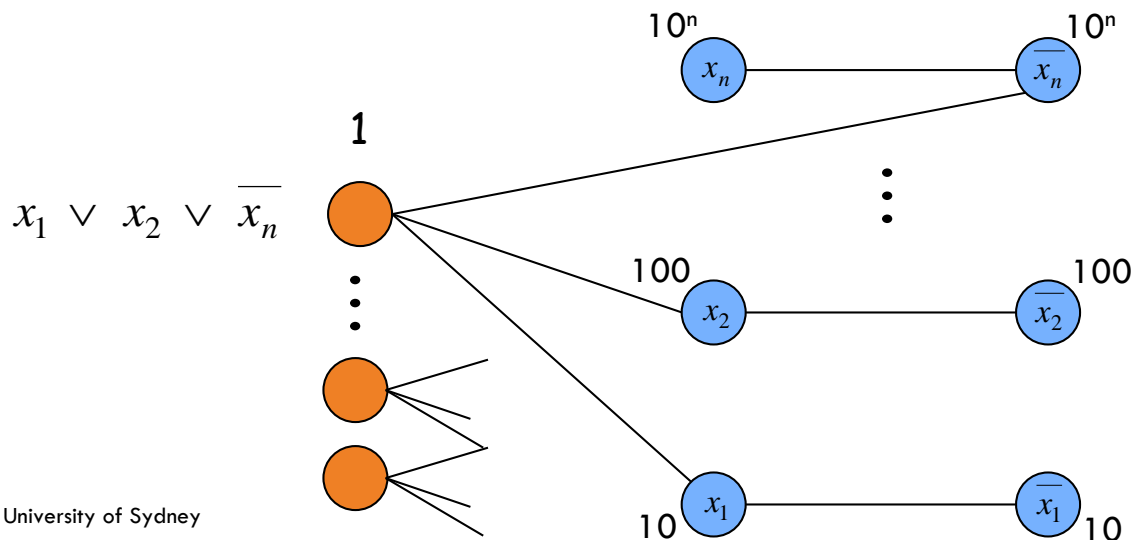 10ⁿ 10ⁿ
xₙ x̅ₙ
1
x₁ ∨ x₂ ∨ x̅ₙ
100 100
x₂ x̅₂
x₁ x̅₁
University of Sydney
10 10